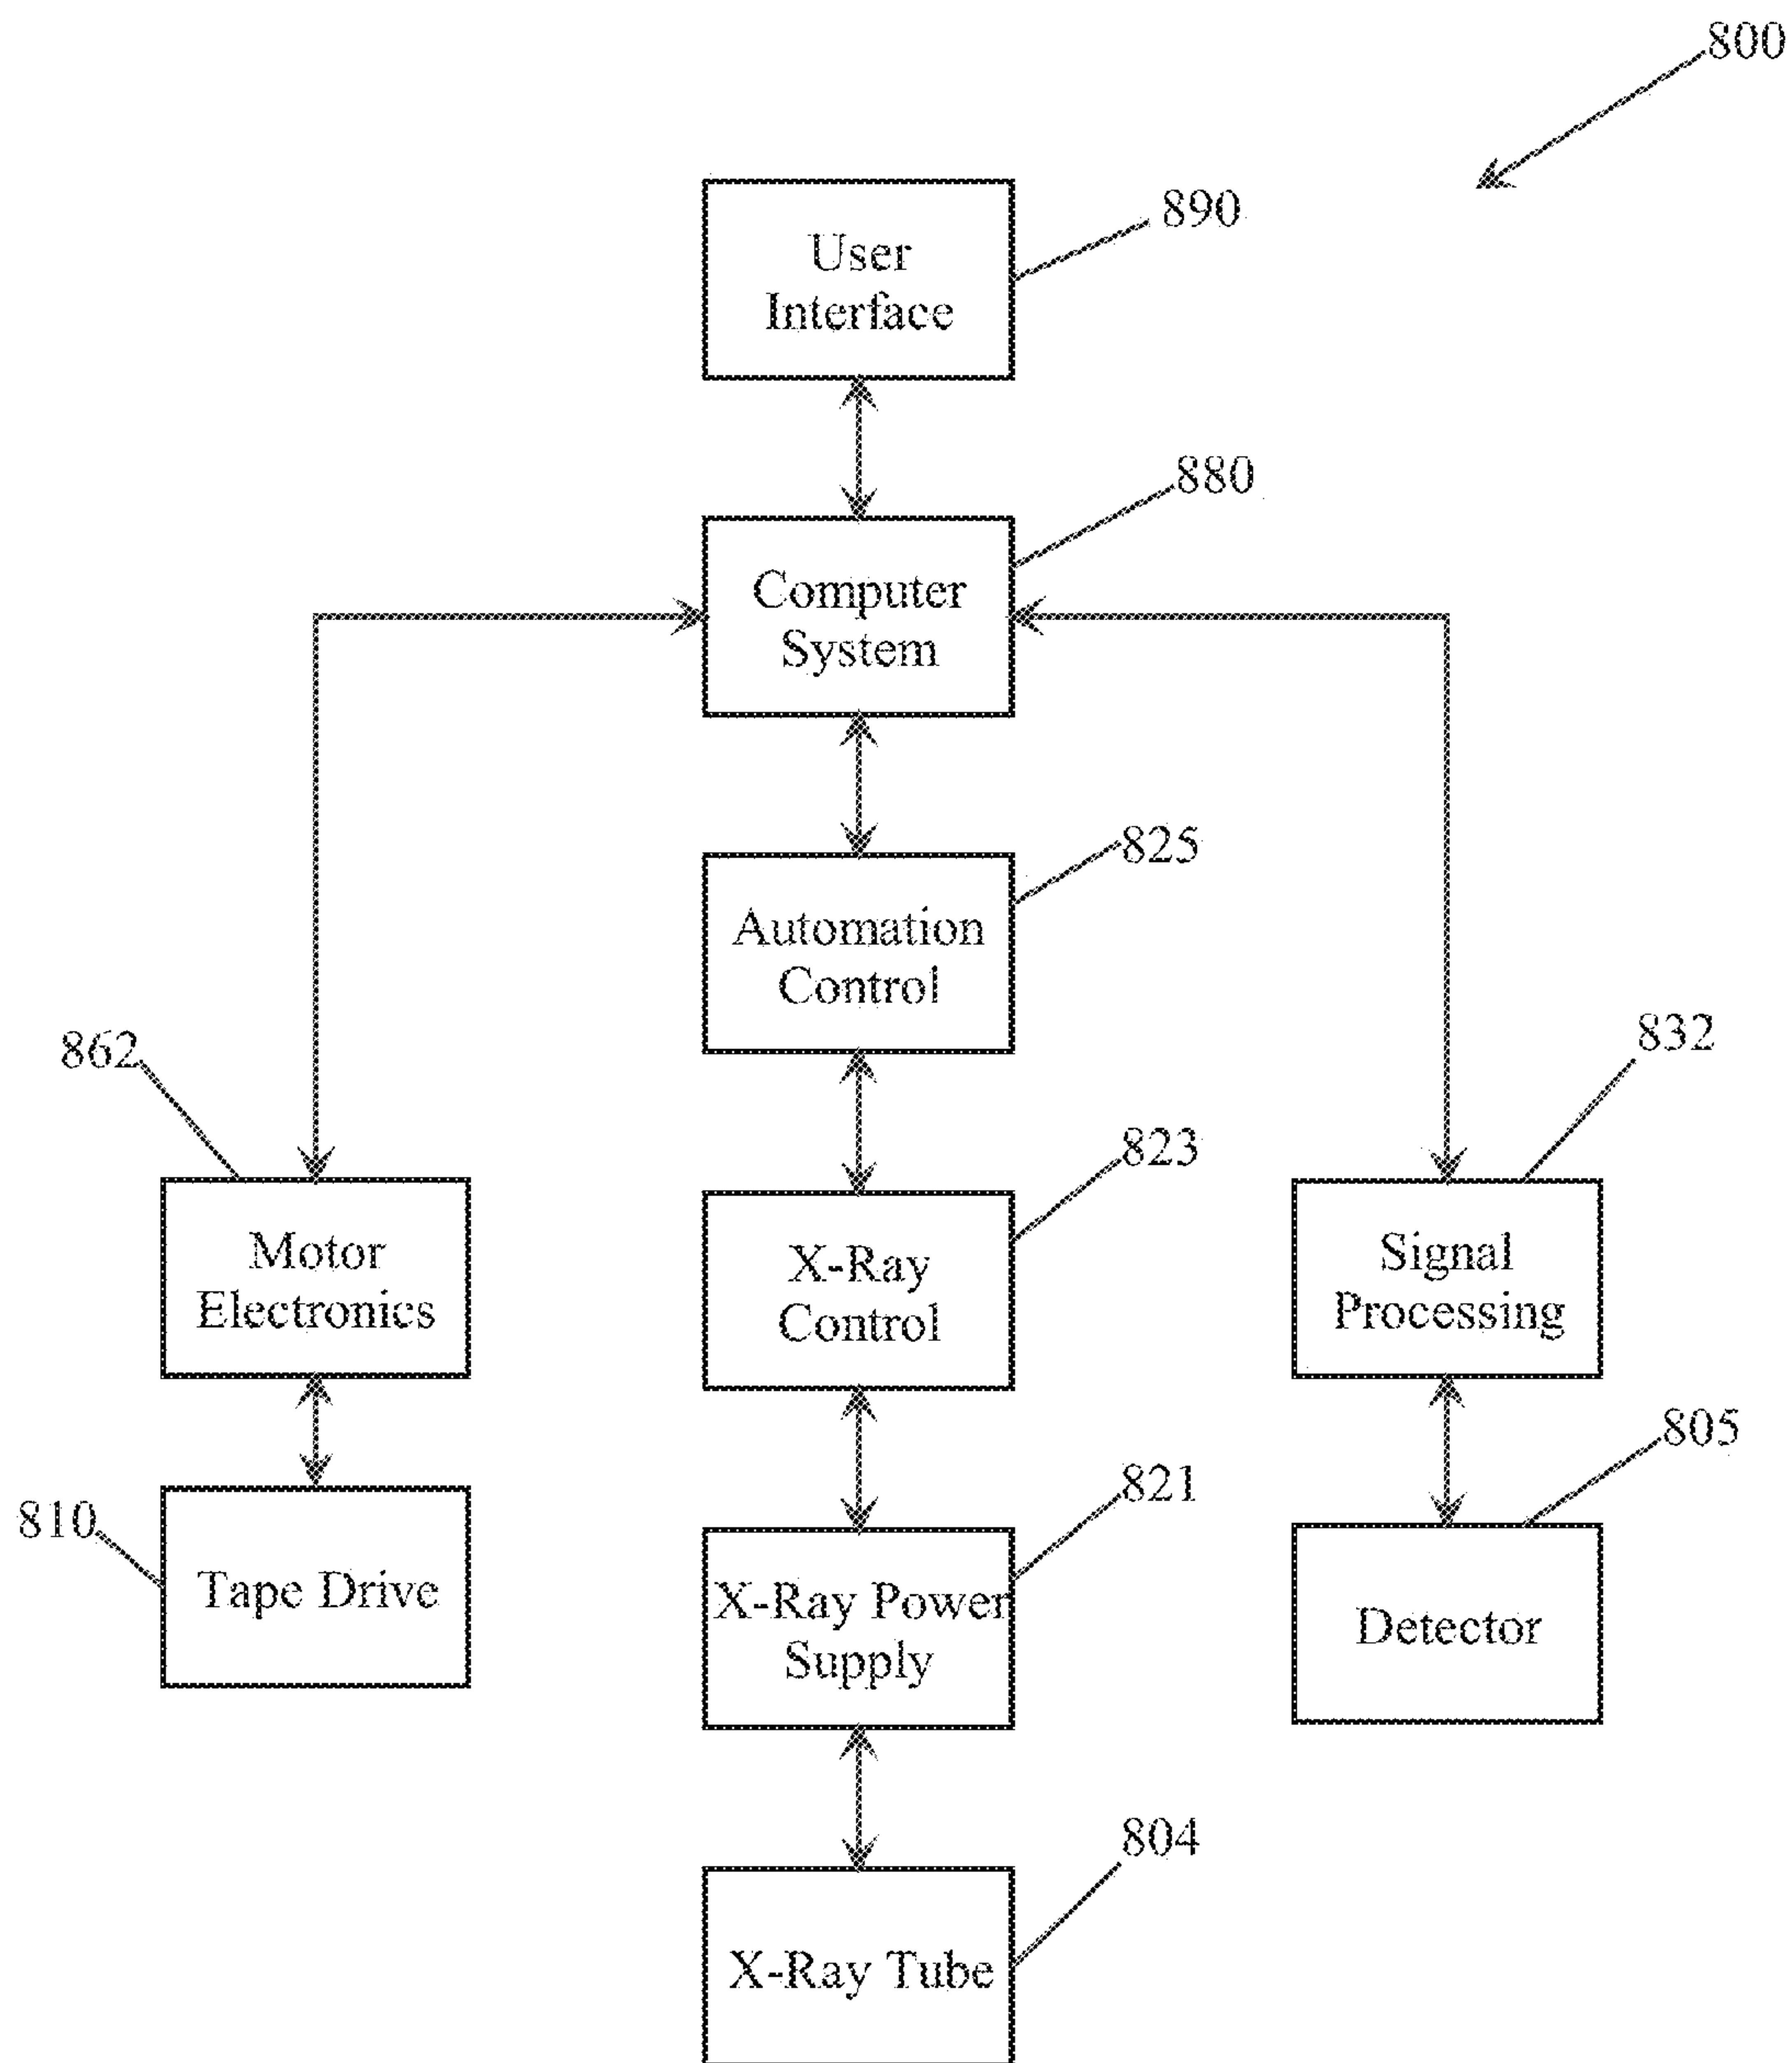 800
890
User
Interface
880
Computer
System
825
Automation
Control
862
832
823
Motor
Electronics
X-Ray
Control
Signal
Processing
805
821
810
Tape Drive
X-Ray Power
Supply
Detector
804
X-Ray Tube